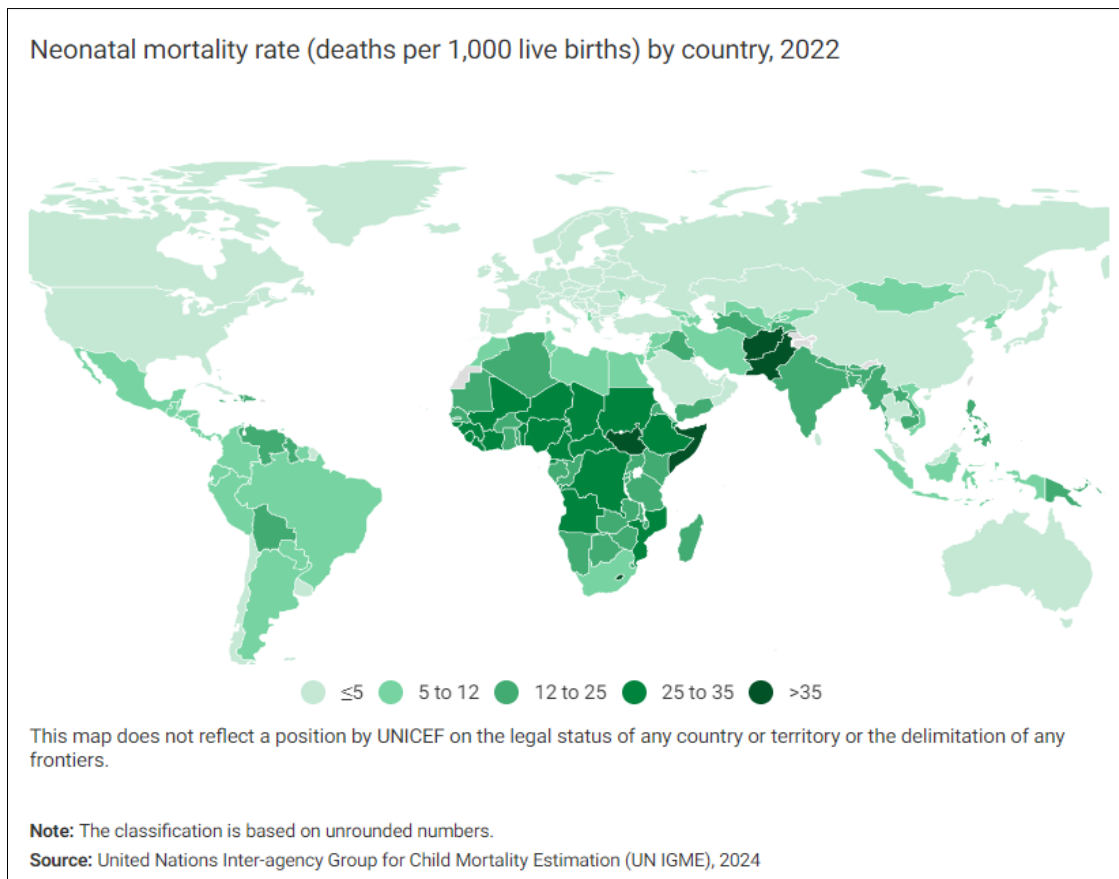 Neonatal mortality rate (deaths per 1,000 live births) by country, 2022
≤5 5 to 12 12 to 25 25 to 35 >35
This map does not reflect a position by UNICEF on the legal status of any country or territory or the delimitation of any
frontiers.
Note: The classification is based on unrounded numbers.
Source: United Nations Inter-agency Group for Child Mortality Estimation (UN IGME), 2024